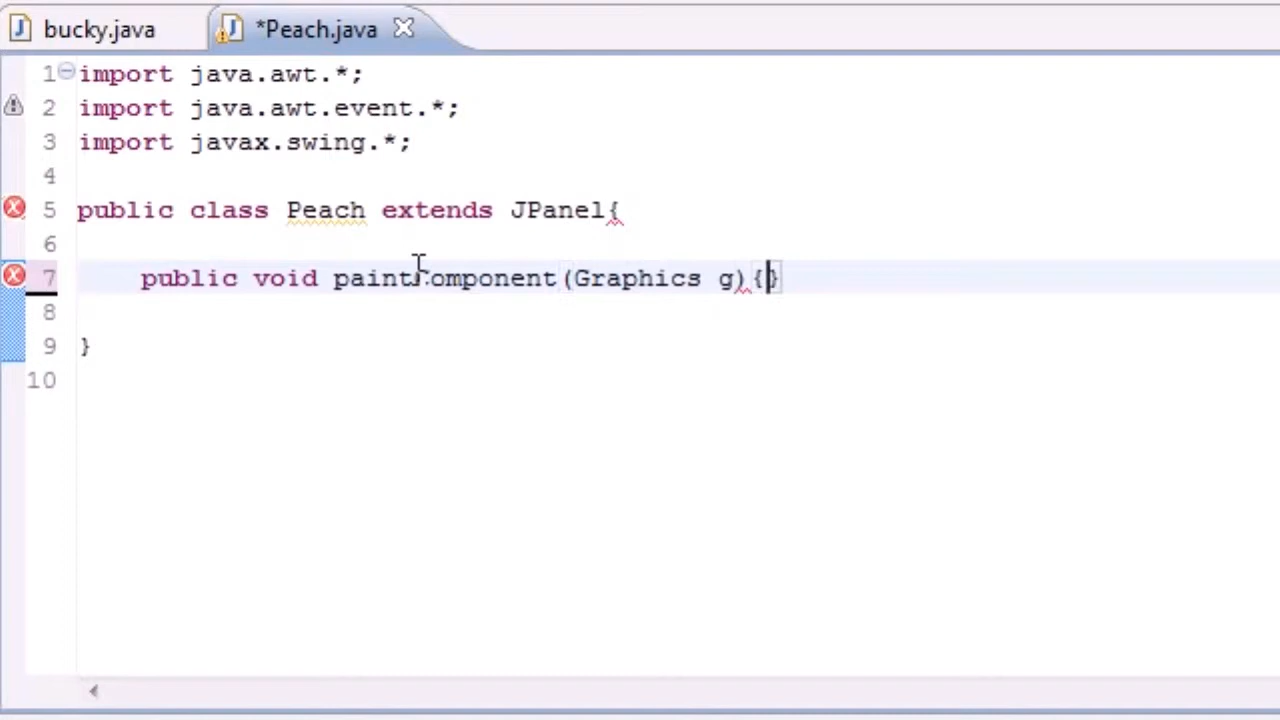 bucky.java *Peach.java
1 import java.awt.*;
2 import java.awt.event.*;
3 import javax.swing.*;
4
5 public class Peach extends JPanel{
6
7 public void paintComponent(Graphics g){}
8
9 }
10